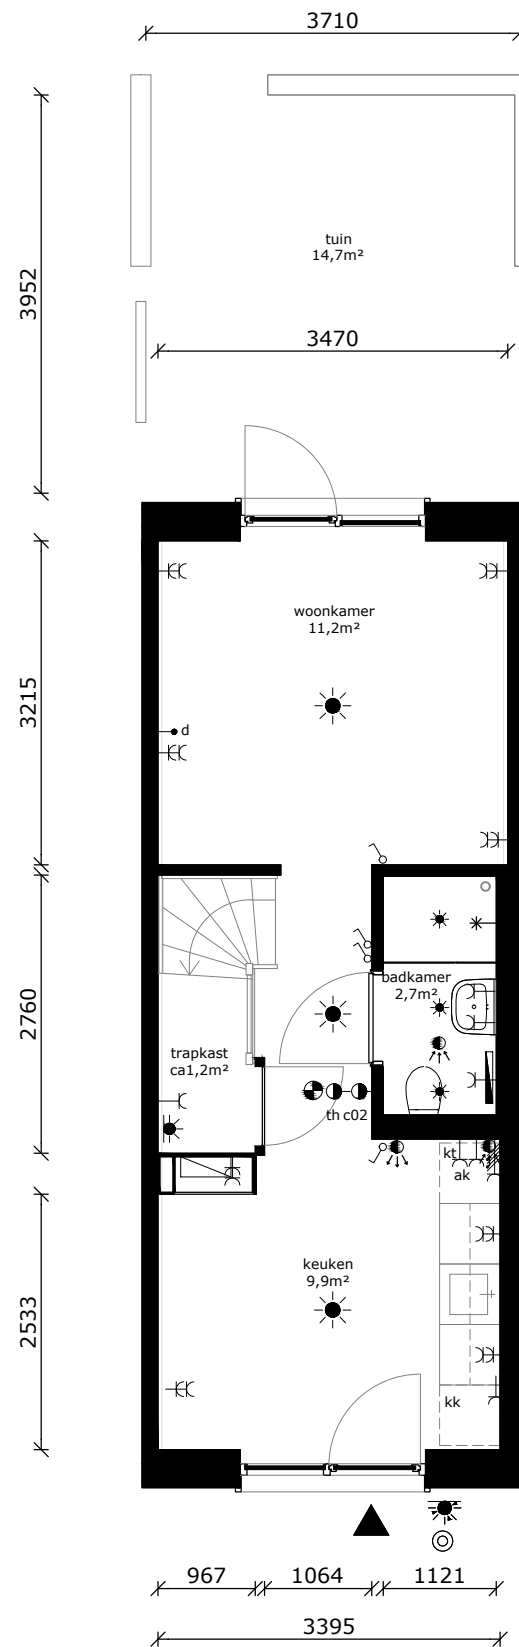 3710
tuin
14,7m²
3952
3470
woonkamer
11,2m²
3215
d
badkamer
2,7m²
2760
trapkast
ca1,2m²
th c02
kt
ak
keuken
9,9m²
2533
kk
967
1064
1121
3395